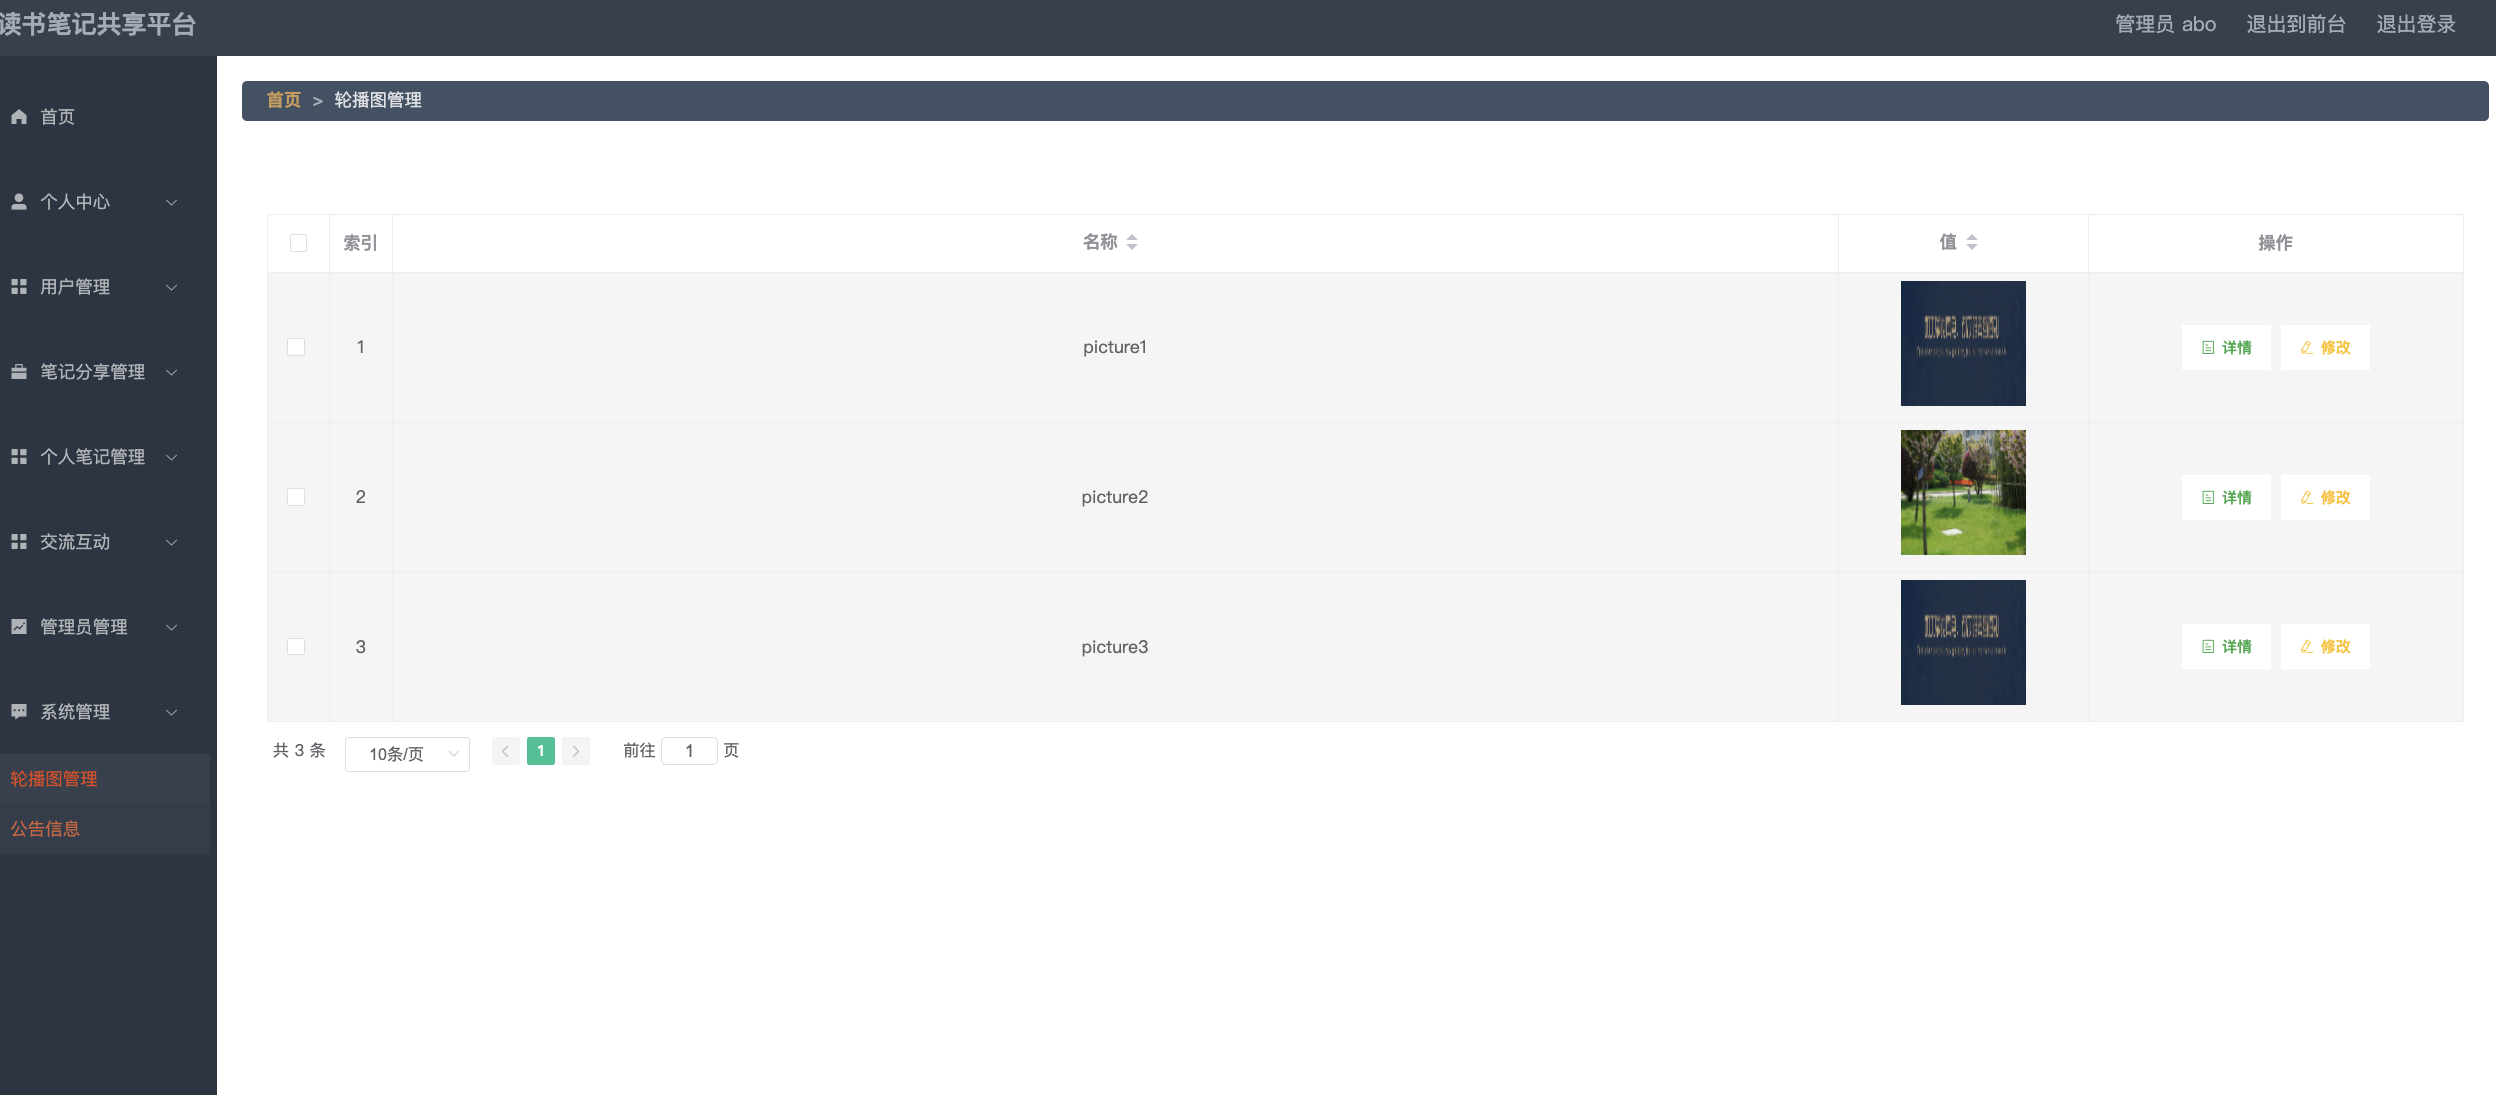 读书笔记共享平台
管理员 abo 退出到前台 退出登录
首页
个人中心
用户管理
笔记分享管理
个人笔记管理
交流互动
管理员管理
系统管理
轮播图管理
公告信息
首页 > 轮播图管理
索引 名称 值 操作
1 picture1 详情 修改
2 picture2 详情 修改
3 picture3 详情 修改
共 3 条 10条/页 1 前往 1 页